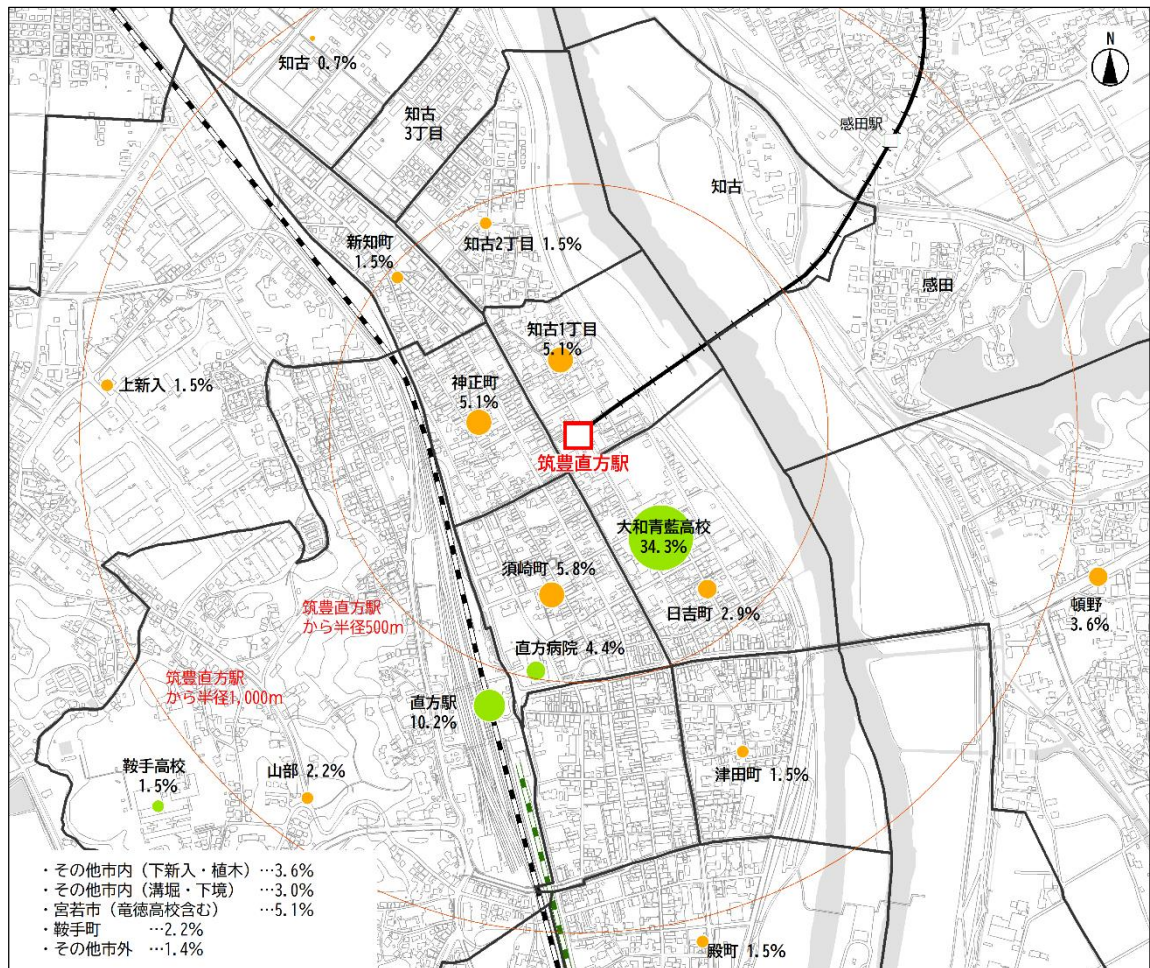 N
知古 0.7%
知古
3丁目
感田駅
知古
新知町
1.5%
知古2丁目 1.5%
感田
知古1丁目
5.1%
上新入 1.5%
神正町
5.1%
筑豊直方駅
大和青藍高校
34.3%
須崎町 5.8%
日吉町 2.9%
頓野
3.6%
筑豊直方駅
から半径500m
直方病院 4.4%
筑豊直方駅
から半径1,000m
直方駅
10.2%
鞍手高校
1.5%
山部 2.2%
津田町 1.5%
・その他市内（下新入・植木）…3.6%
・その他市内（溝堀・下境）…3.0%
・宮若市（竜徳高校含む）…5.1%
・鞍手町 …2.2%
・その他市外 …1.4%
殿町 1.5%